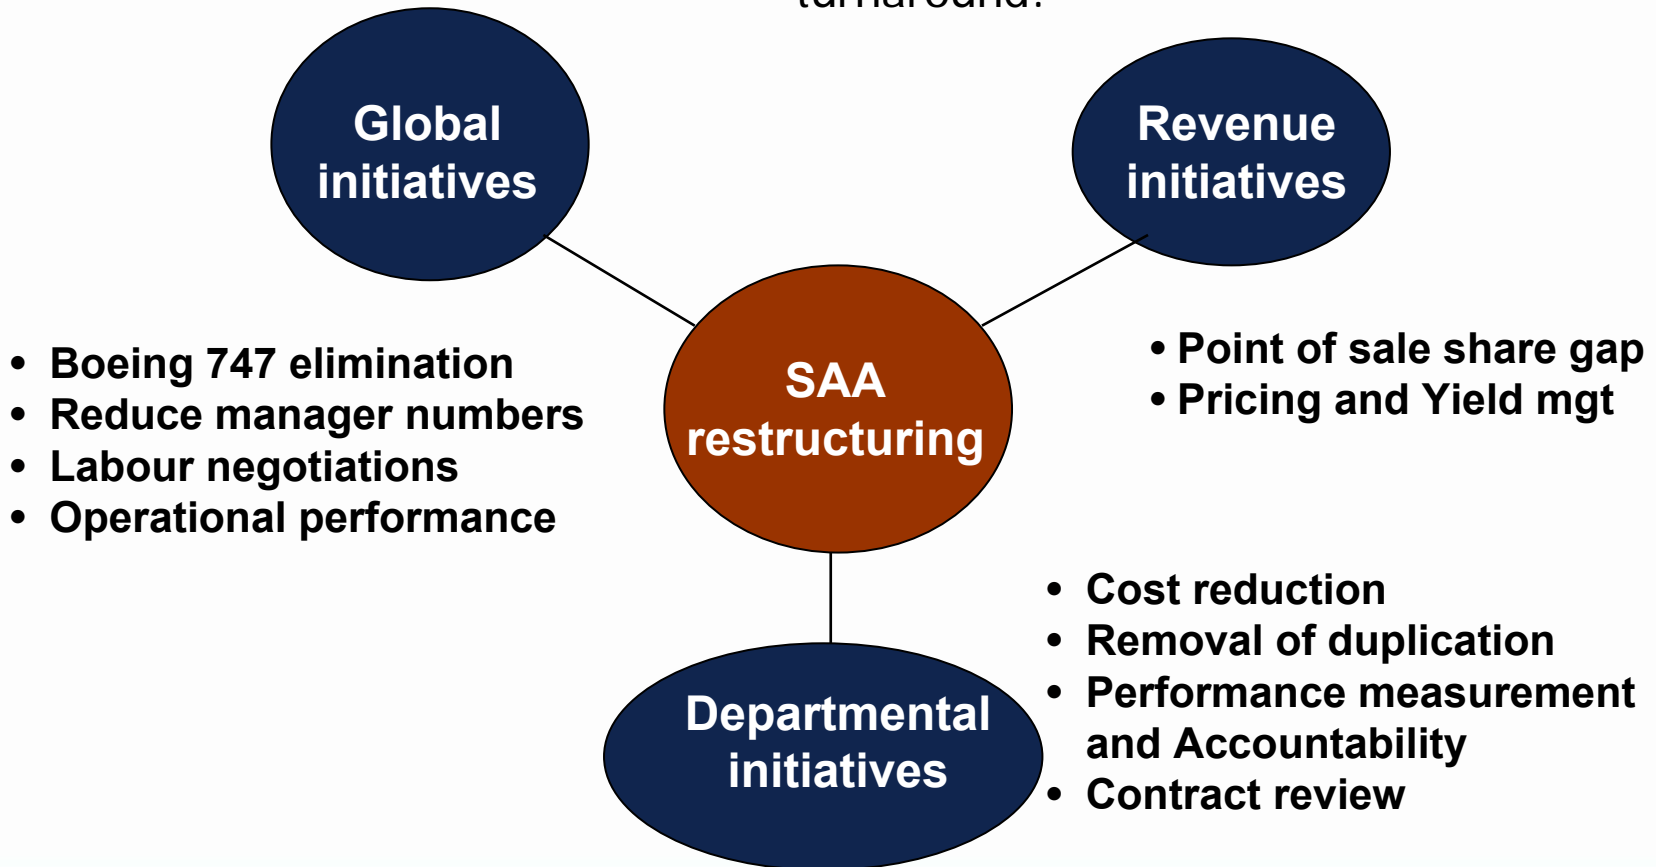 turnaround:
Global
initiatives
Revenue
initiatives
• Boeing 747 elimination
• Reduce manager numbers
• Labour negotiations
• Operational performance
SAA
restructuring
• Point of sale share gap
• Pricing and Yield mgt
Departmental
initiatives
• Cost reduction
• Removal of duplication
• Performance measurement
and Accountability
• Contract review